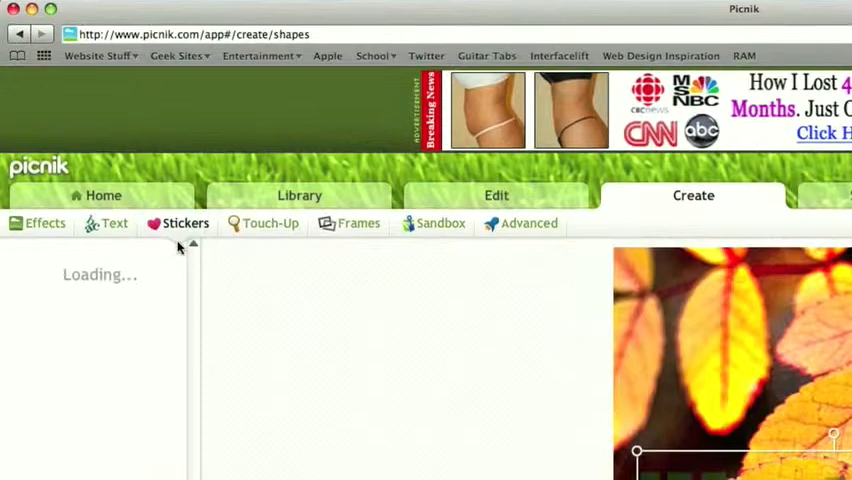 Picnik
http://www.picnik.com/app#/create/shapes
Website Stuff Geek Sites Entertainment Apple School Twitter Guitar Tabs Interfacelift Web Design Inspiration RAM
ADVERTISEMENT
Breaking News
CBC news
MSNBC
CNN
abc
How I Lost 4
Months. Just O
Click H
picnik
Home Library Edit Create
Effects Text Stickers Touch-Up Frames Sandbox Advanced
Loading...